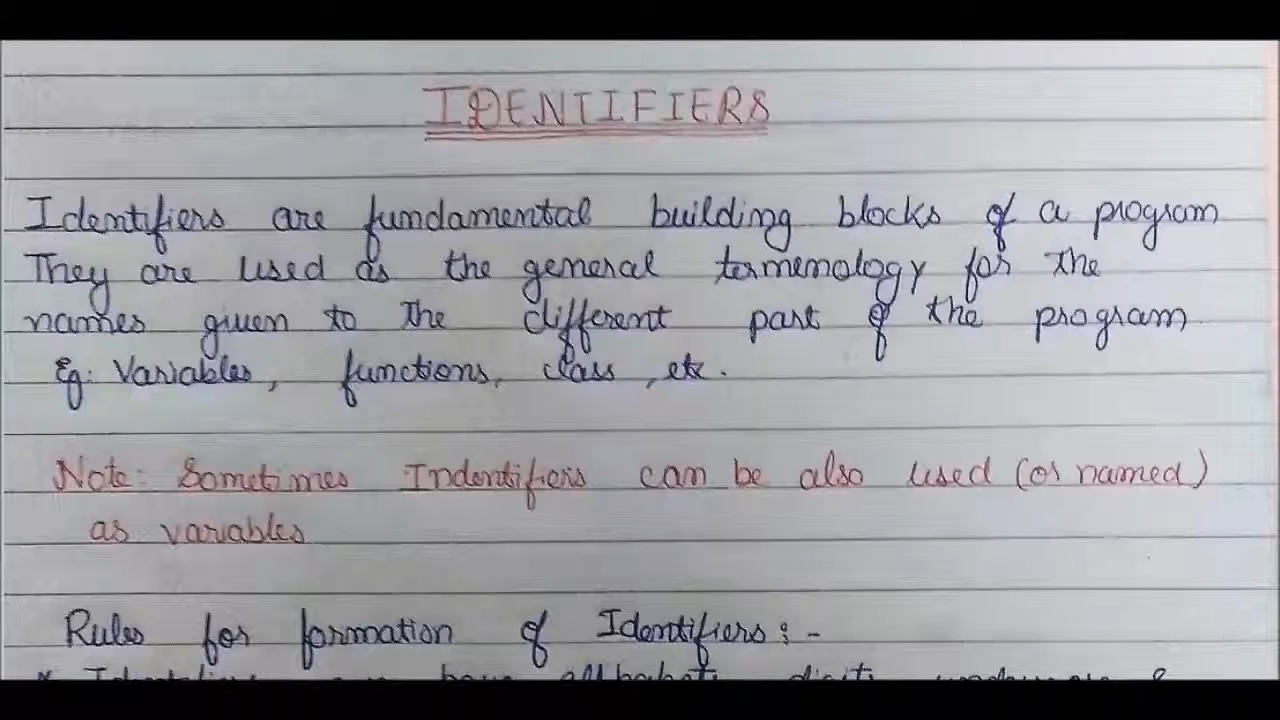 IDENTIFIERS
Identifiers are fundamental building blocks of a program
They are used as the general termenology for the
names given to the different part of the program
Eg: Variables, functions, class, etc.
Note: Sometimes Indentifiers can be also used (or named)
as variables
Rules for formation of Identifiers:-